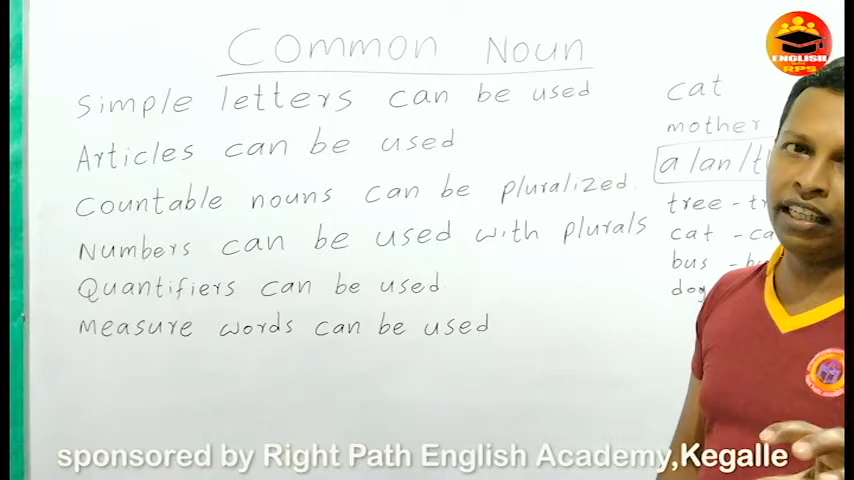 Common Noun
simple letters can be used
Articles can be used
countable nouns can be pluralized.
Numbers can be used with plurals
Quantifiers can be used.
Measure words can be used
cat
mother
a/an/
tree -
cat -
bus -
ENGLISH
RPS
sponsored by Right Path English Academy,Kegalle